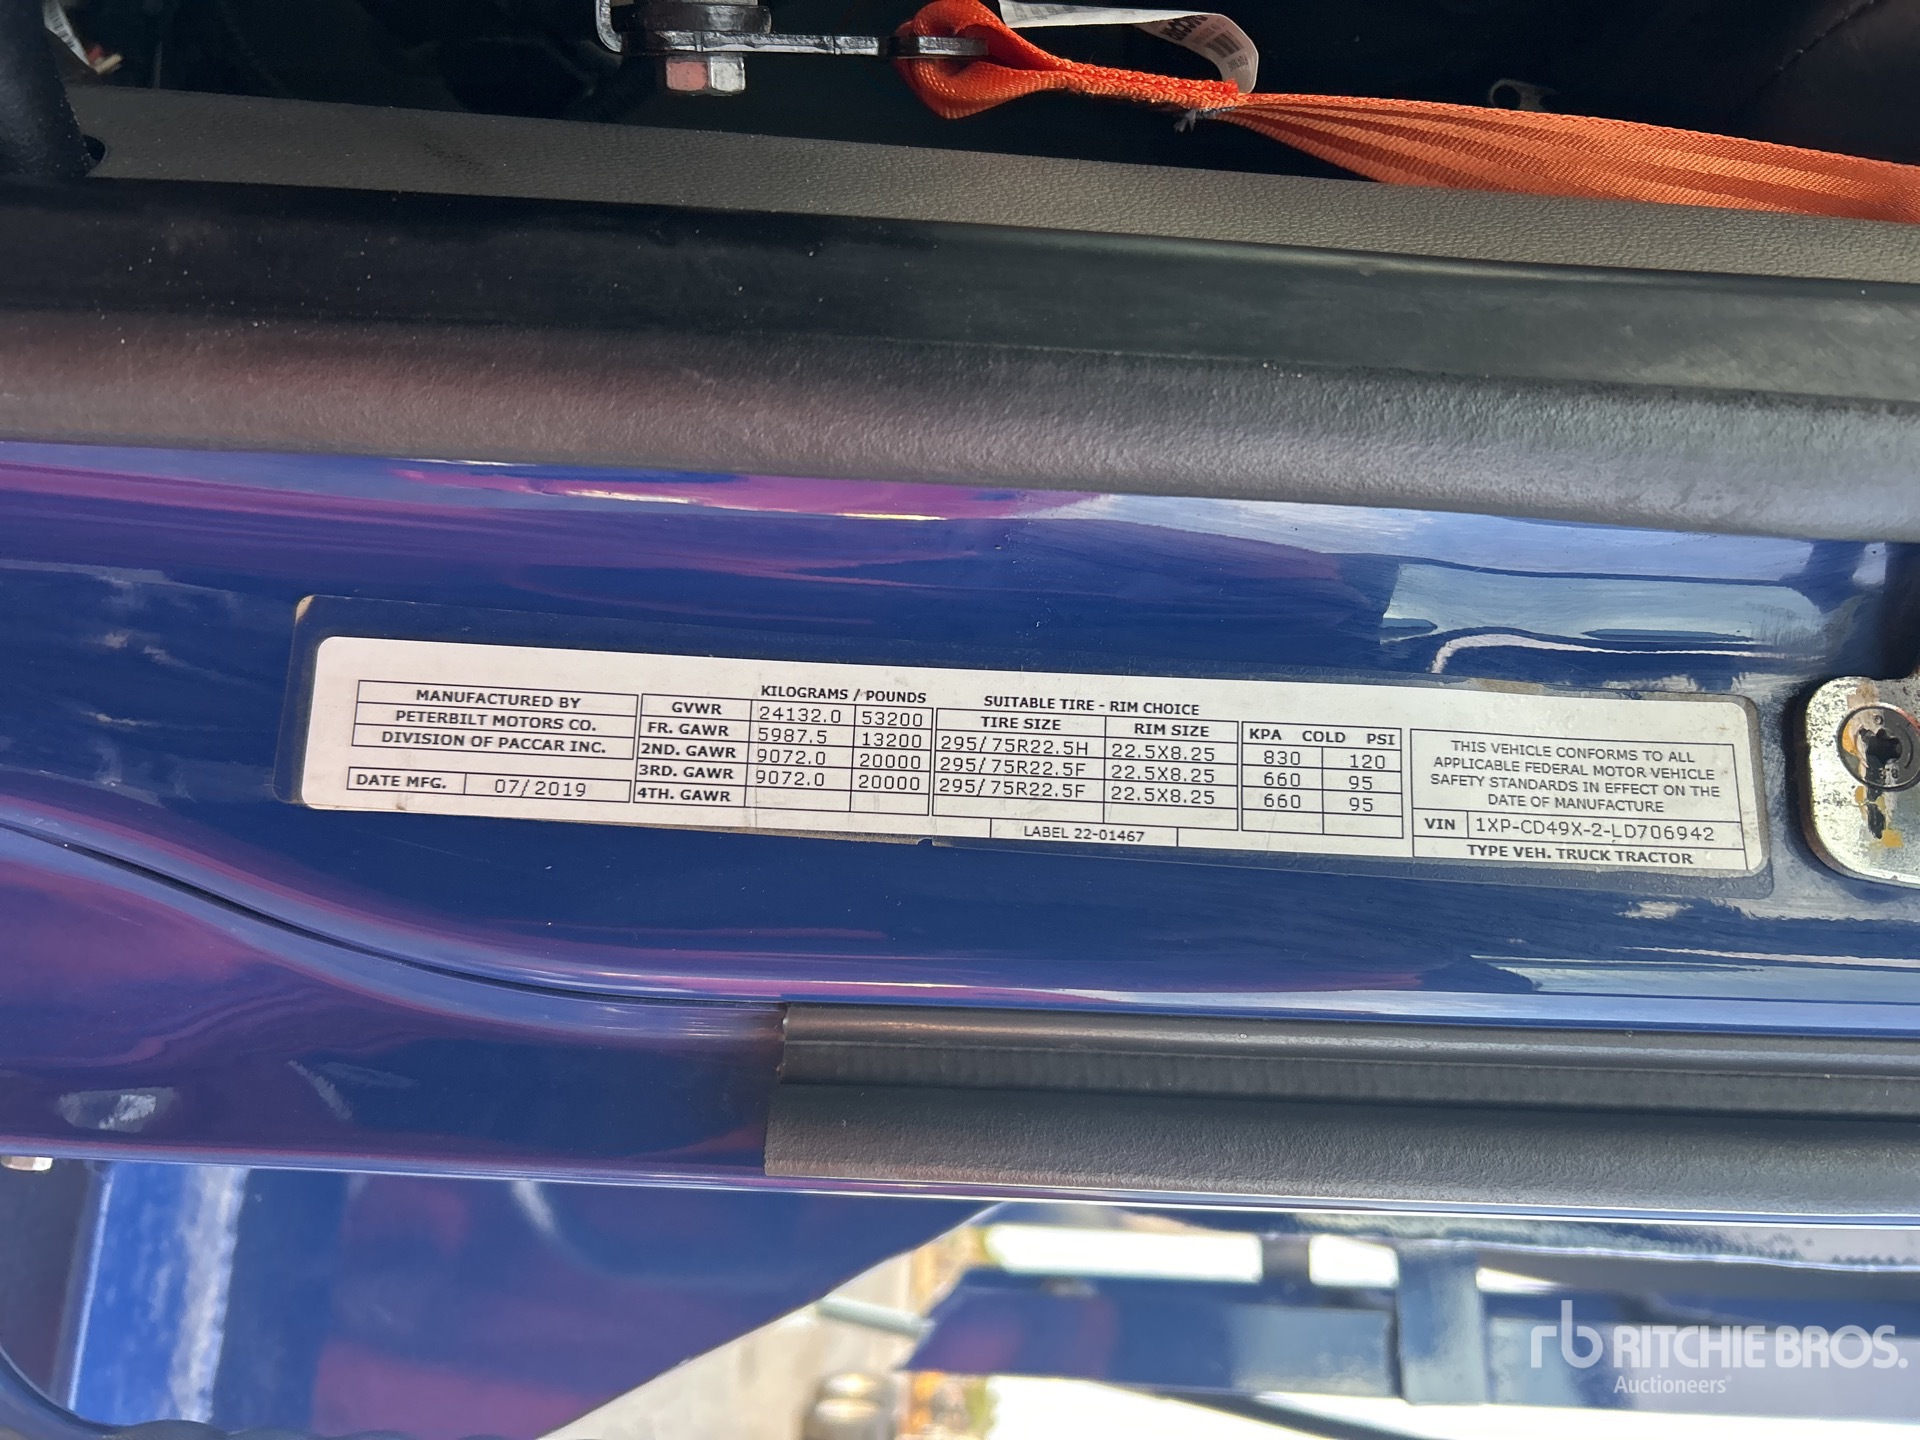 MANUFACTURED BY
PETERBILT MOTORS CO.
DIVISION OF PACCAR INC.
DATE MFG. 07/2019
KILOGRAMS / POUNDS
GVWR 24132.0 53200
FR. GAWR 5987.5 13200
2ND. GAWR 9072.0 20000
3RD. GAWR 9072.0 20000
4TH. GAWR
SUITABLE TIRE - RIM CHOICE
TIRE SIZE RIM SIZE
295/75R22.5H 22.5X8.25
295/75R22.5F 22.5X8.25
295/75R22.5F 22.5X8.25
KPA COLD PSI
830 120
660 95
660 95
LABEL 22-01467
THIS VEHICLE CONFORMS TO ALL
APPLICABLE FEDERAL MOTOR VEHICLE
SAFETY STANDARDS IN EFFECT ON THE
DATE OF MANUFACTURE
VIN 1XP-CD49X-2-LD706942
TYPE VEH. TRUCK TRACTOR
rb RITCHIE BROS.
Auctioneers